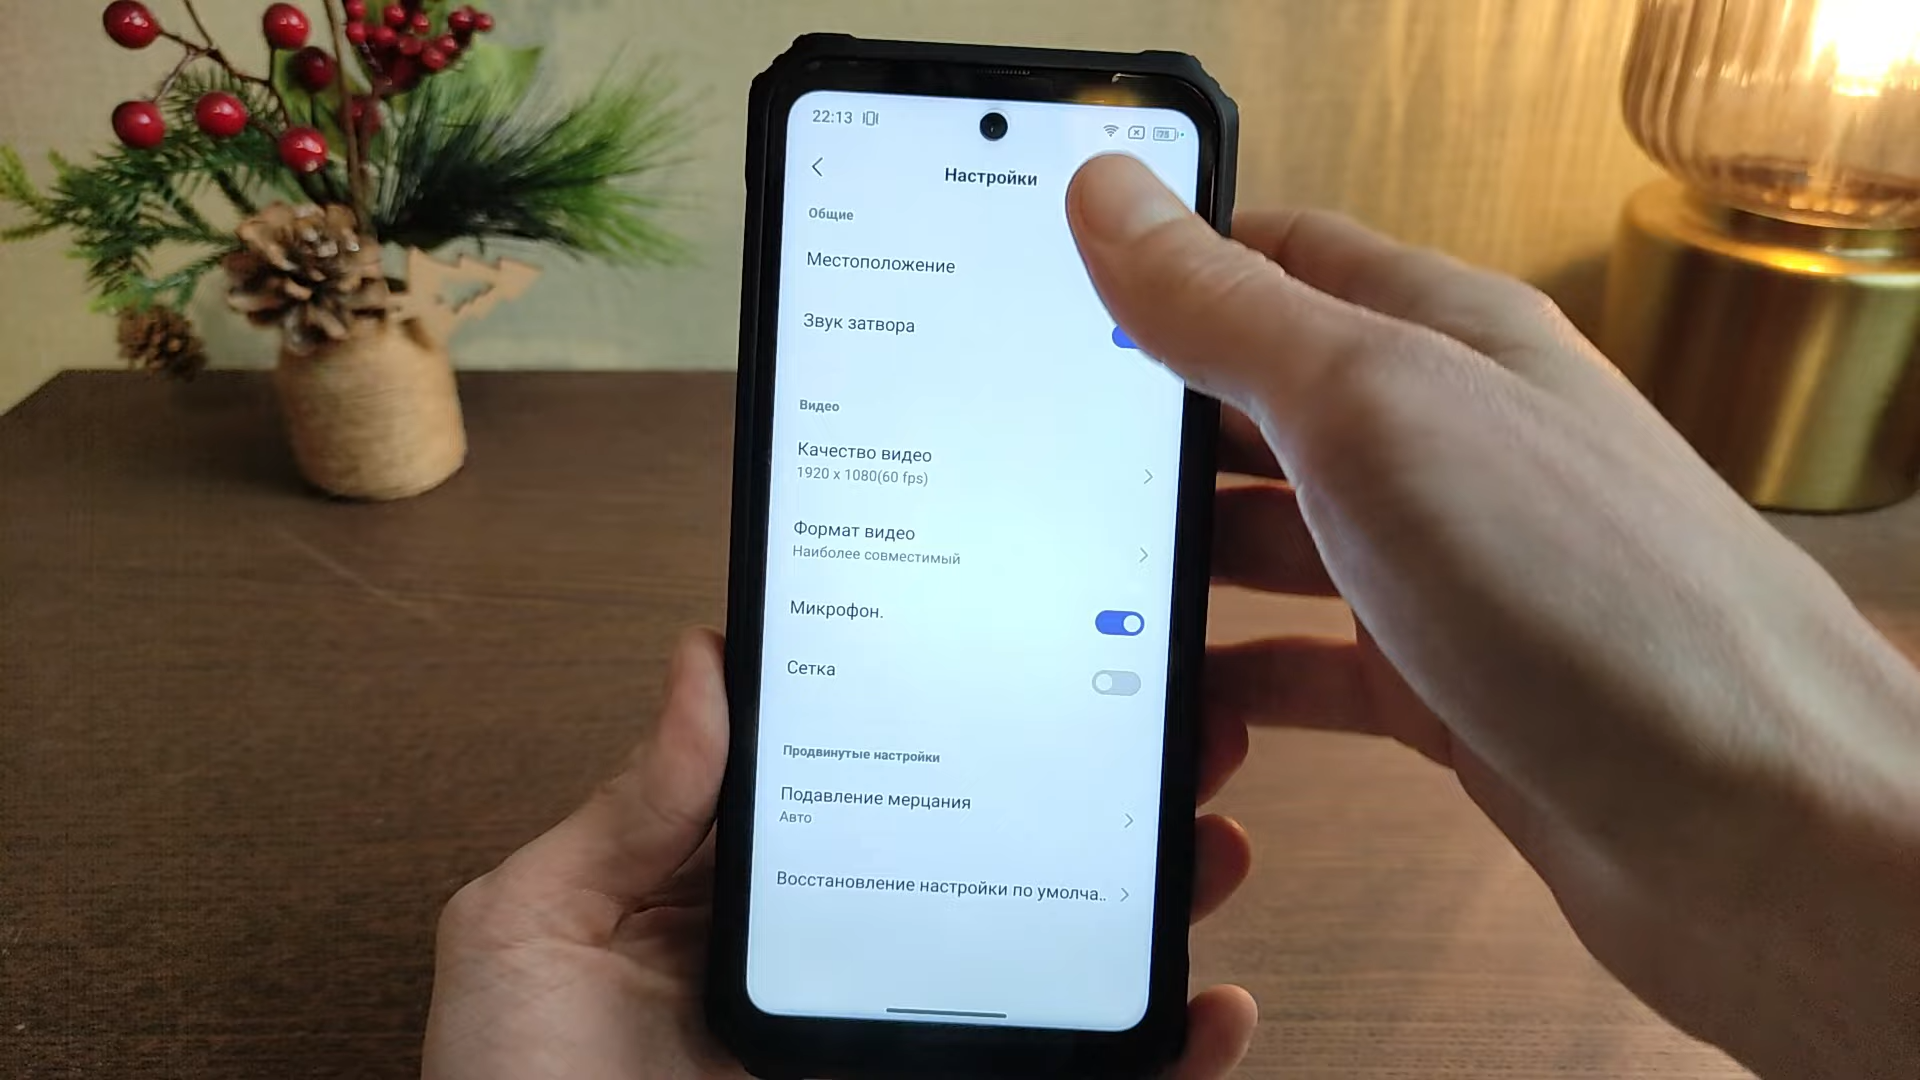 22:13
Настройки
Общие
Местоположение
Звук затвора
Видео
Качество видео
1920 x 1080(60 fps)
Формат видео
Наиболее совместимый
Микрофон.
Сетка
Продвинутые настройки
Подавление мерцания
Авто
Восстановление настройки по умолча..